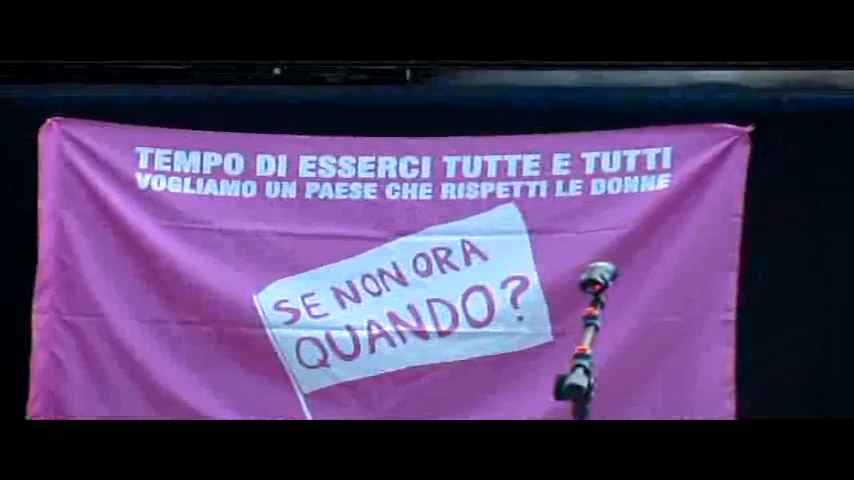 TEMPO DI ESSERCI TUTTE E TUTTI
VOGLIAMO UN PAESE CHE RISPETTI LE DONNE
SE NON ORA
QUANDO?